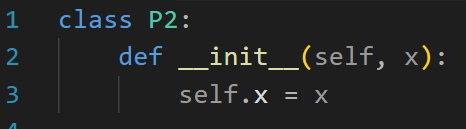 1 class P2:
2     def __init__(self, x):
3         self.x = x